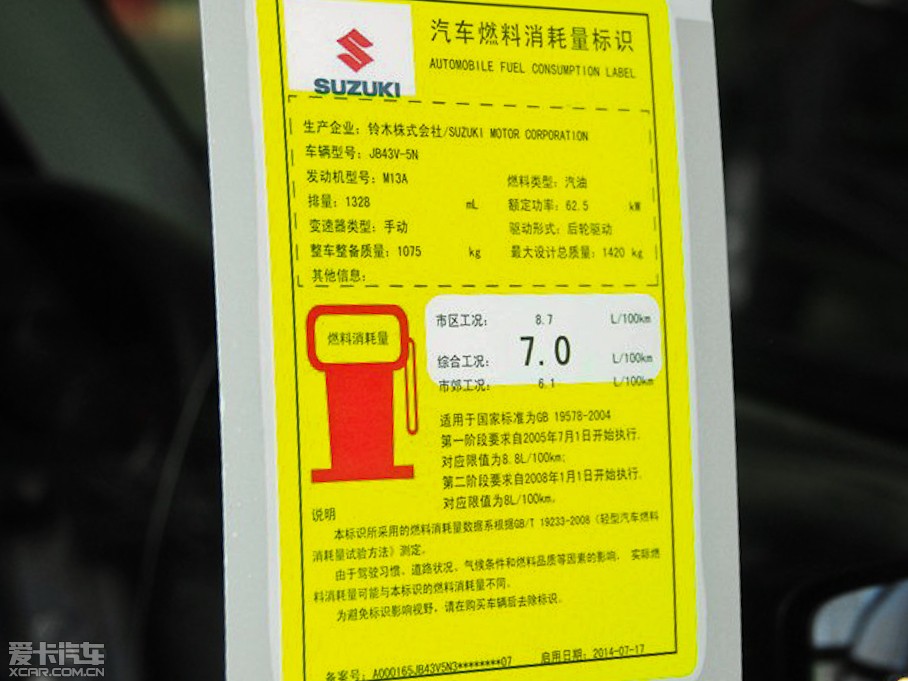 SUZUKI
汽车燃料消耗量标识
AUTOMOBILE FUEL CONSUMPTION LABEL
生产企业：铃木株式会社/SUZUKI MOTOR CORPORATION
车辆型号：JB43V-5N
发动机型号：M13A 燃料类型：汽油
排量：1328 mL 额定功率：62.5 kW
变速器类型：手动 驱动形式：后轮驱动
整车整备质量：1075 kg 最大设计总质量：1420 kg
其他信息：
燃料消耗量
市区工况： 8.7 L/100km
综合工况： 7.0 L/100km
市郊工况： 6.1 L/100km
适用于国家标准为GB 19578-2004
第一阶段要求自2005年7月1日开始执行.
对应限值为8.8L/100km;
第二阶段要求自2008年1月1日开始执行.
对应限值为8L/100km。
说明
本标识所采用的燃料消耗量数据系根据GB/T 19233-2008《轻型汽车燃料
消耗量试验方法》测定。
由于驾驶习惯、道路状况、气候条件和燃料品质等因素的影响， 实际燃
料消耗量可能与本标识的燃料消耗量不同。
为避免标识影响视野，请在购买车辆后去除标识。
备案号：A000165JB43V5N3********07 启用日期：2014-07-17
爱卡汽车
XCAR.COM.CN